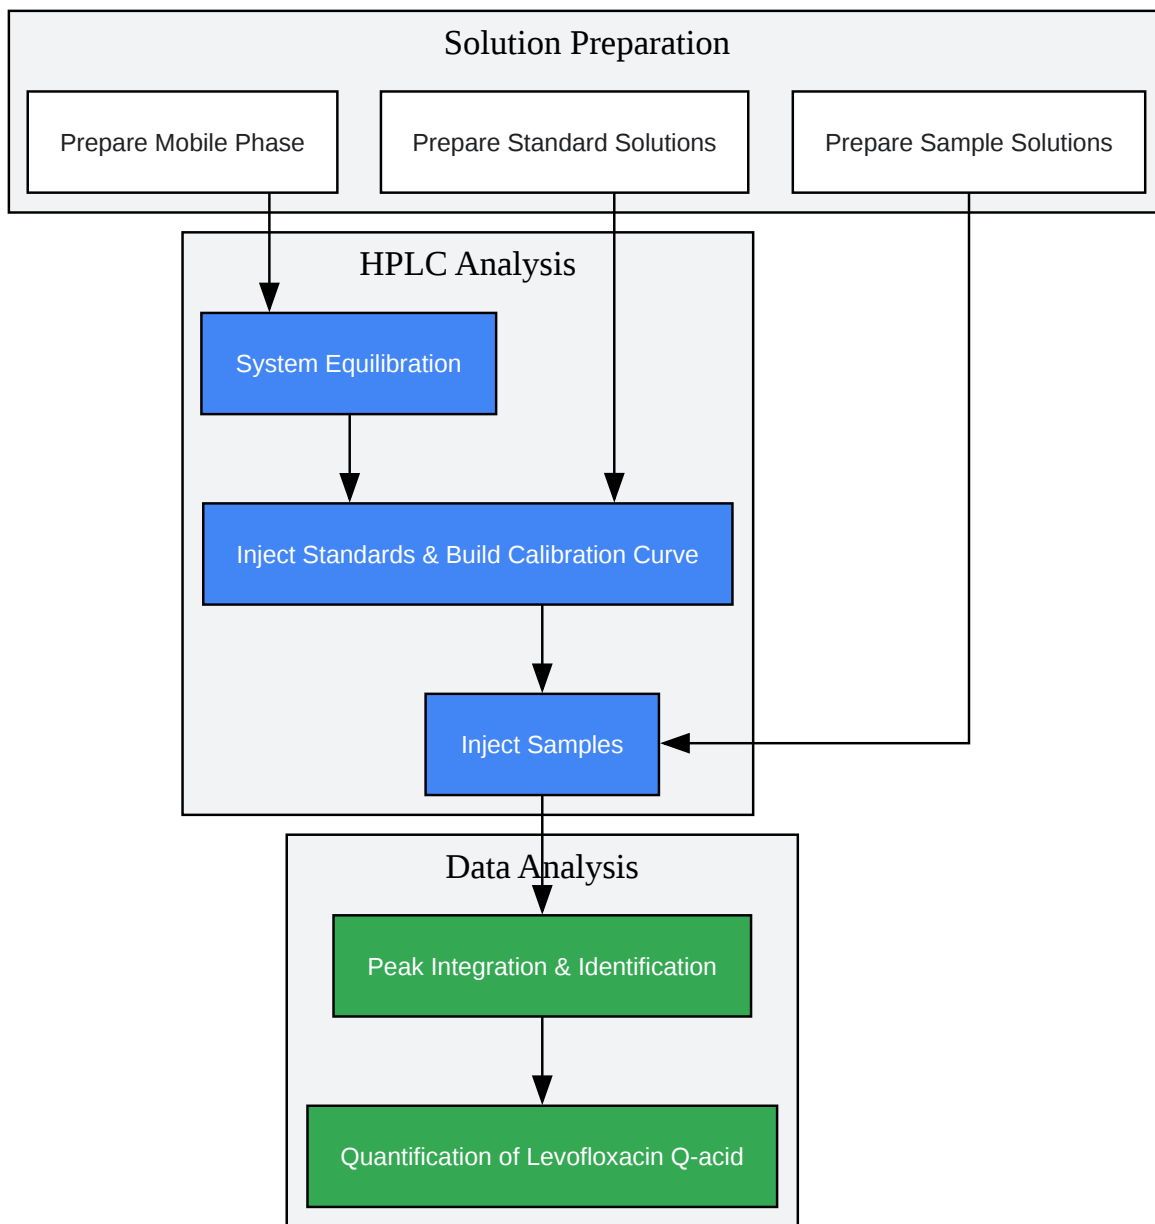 Solution Preparation
Prepare Mobile Phase
Prepare Standard Solutions
Prepare Sample Solutions
HPLC Analysis
System Equilibration
Inject Standards & Build Calibration Curve
Inject Samples
Data Analysis
Peak Integration & Identification
Quantification of Levofloxacin Q-acid